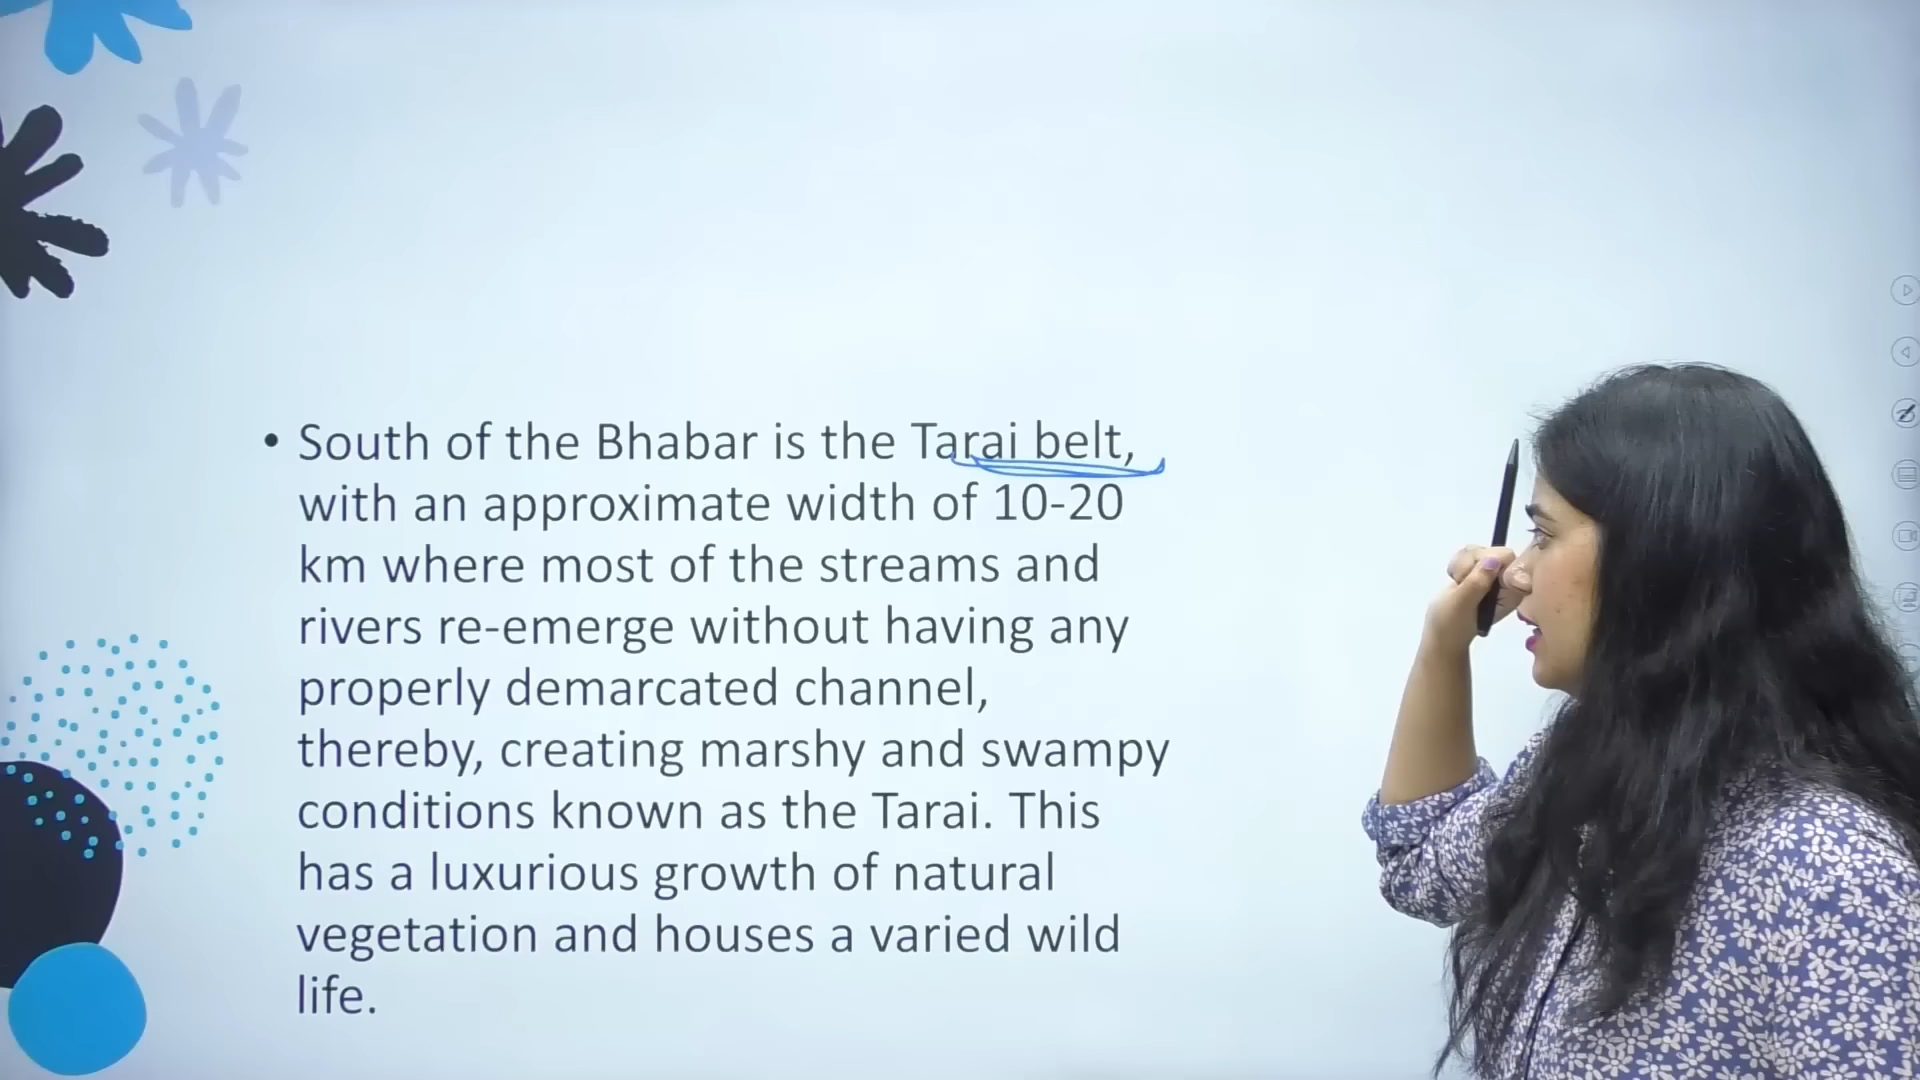 • South of the Bhabar is the Tarai belt,
with an approximate width of 10-20
km where most of the streams and
rivers re-emerge without having any
properly demarcated channel,
thereby, creating marshy and swampy
conditions known as the Tarai. This
has a luxurious growth of natural
vegetation and houses a varied wild
life.